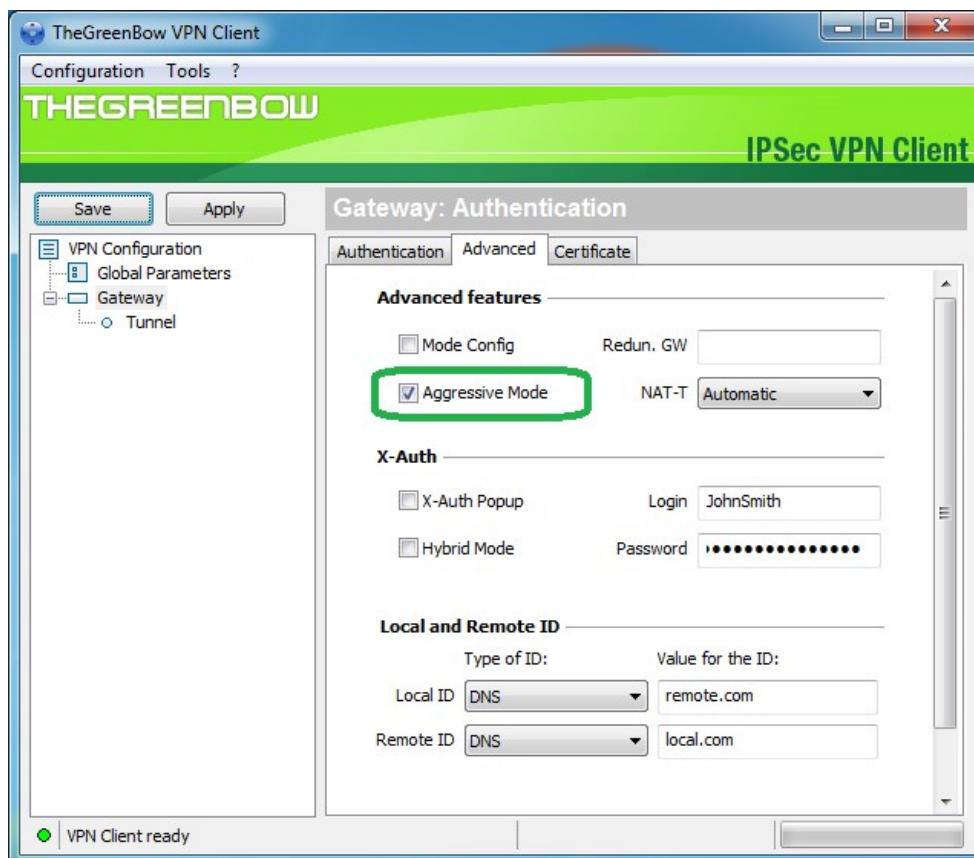 TheGreenBow VPN Client
Configuration Tools ?
THEGREENBOW
IPSec VPN Client
Save Apply
Gateway: Authentication
VPN Configuration
Global Parameters
Gateway
Tunnel
Authentication Advanced Certificate
Advanced features
Mode Config Redun. GW
Aggressive Mode NAT-T Automatic
X-Auth
X-Auth Popup Login JohnSmith
Hybrid Mode Password
Local and Remote ID
Type of ID: Value for the ID:
Local ID DNS remote.com
Remote ID DNS local.com
VPN Client ready